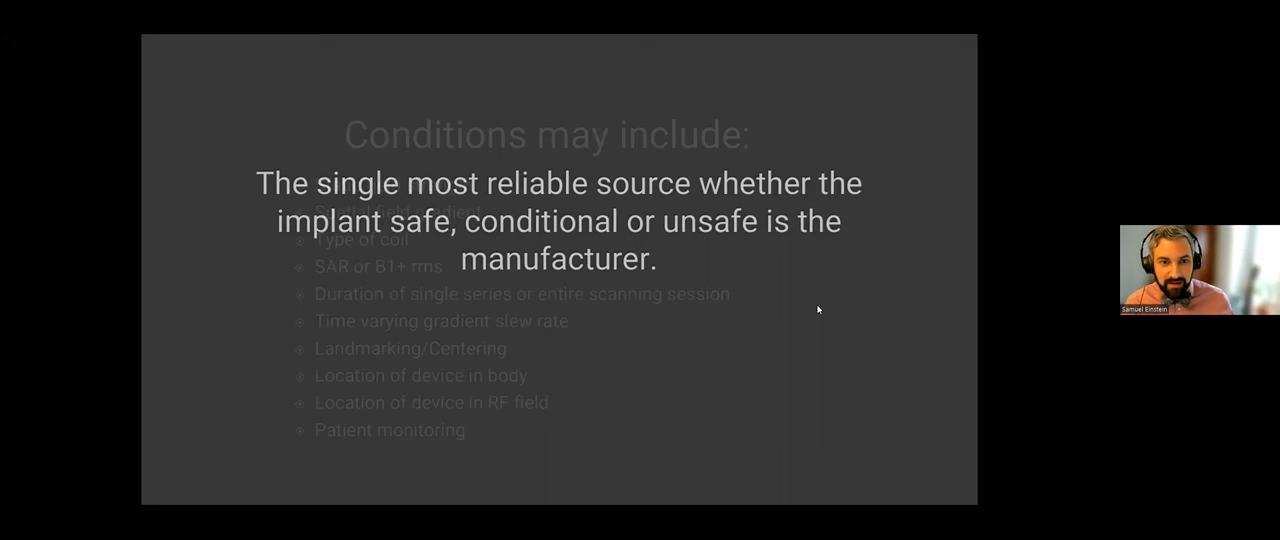 Conditions may include:
The single most reliable source whether the
implant safe, conditional or unsafe is the
manufacturer.
Type of coil
SAR or B1+ rms
Duration of single series or entire scanning session
Time varying gradient slew rate
Landmarking/Centering
Location of device in body
Location of device in RF field
Patient monitoring
Samuel Einstein